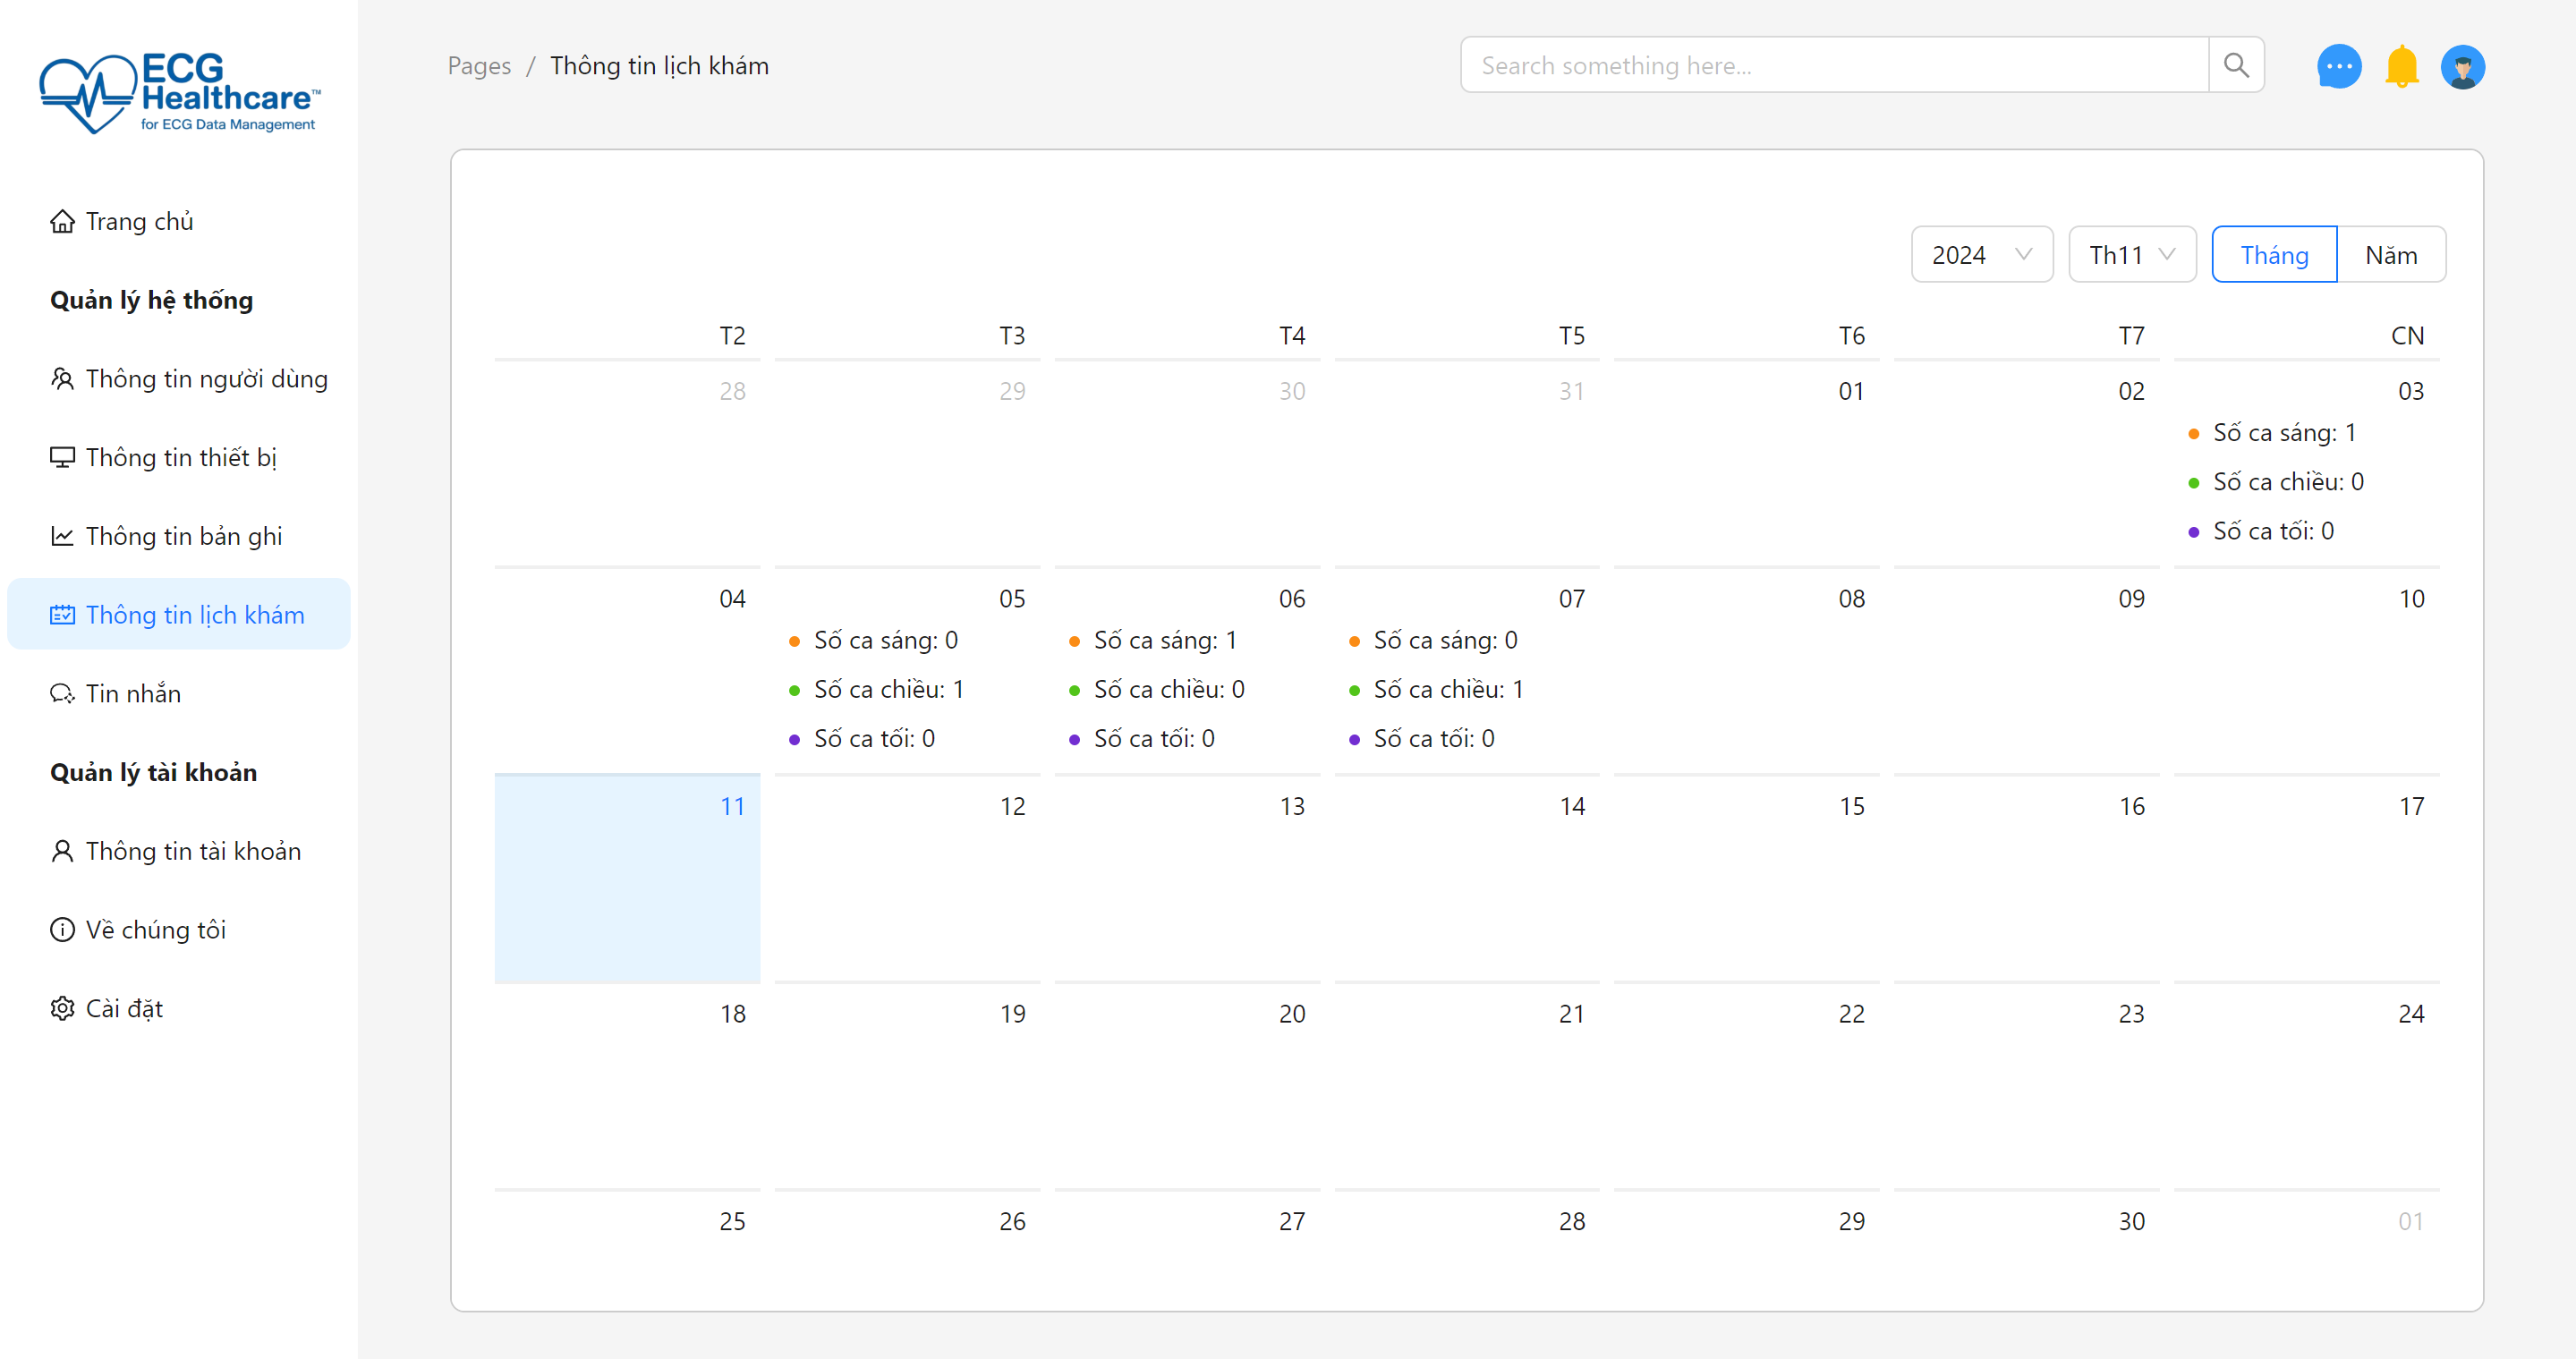 ECG
Healthcare™
for ECG Data Management
Trang chủ
Quản lý hệ thống
Thông tin người dùng
Thông tin thiết bị
Thông tin bản ghi
Thông tin lịch khám
Tin nhắn
Quản lý tài khoản
Thông tin tài khoản
Về chúng tôi
Cài đặt
Pages / Thông tin lịch khám
Search something here...
2024 Th11 Tháng Năm
T2 T3 T4 T5 T6 T7 CN
28 29 30 31 01 02 03
Số ca sáng: 1
Số ca chiều: 0
Số ca tối: 0
04 05 06 07 08 09 10
Số ca sáng: 0 Số ca sáng: 1 Số ca sáng: 0
Số ca chiều: 1 Số ca chiều: 0 Số ca chiều: 1
Số ca tối: 0 Số ca tối: 0 Số ca tối: 0
11 12 13 14 15 16 17
18 19 20 21 22 23 24
25 26 27 28 29 30 01